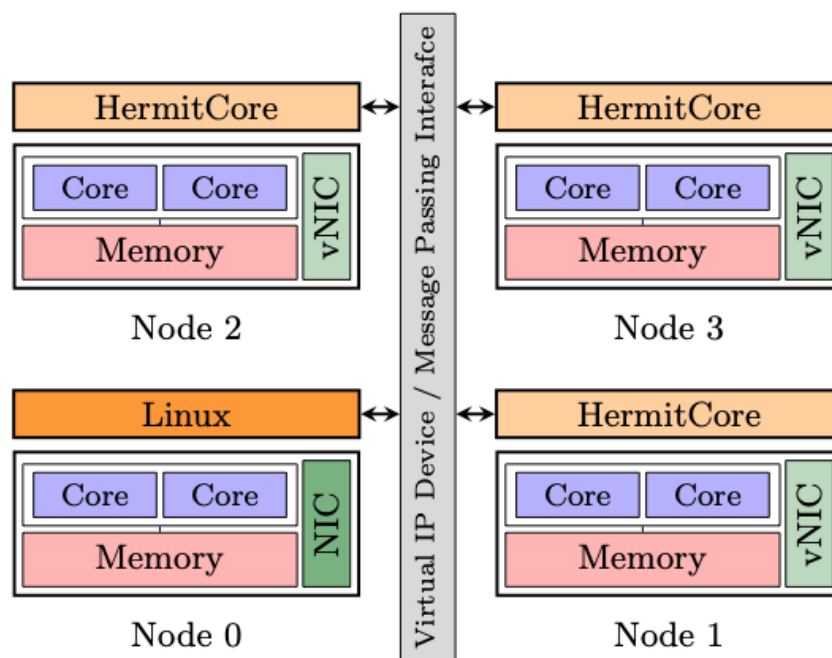 HermitCore
Core Core
Memory
vNIC
Node 2
Linux
Core Core
Memory
NIC
Node 0
Virtual IP Device / Message Passing Interafce
HermitCore
Core Core
Memory
vNIC
Node 3
HermitCore
Core Core
Memory
vNIC
Node 1